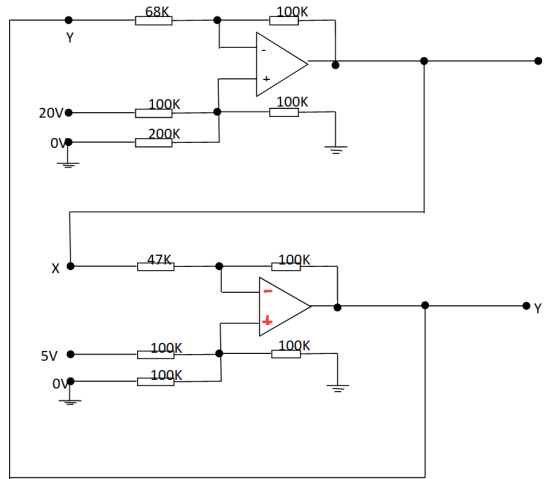 68K 100K
Y
-
+
20V 100K 100K
0V 200K
X 47K 100K
-
+
Y
5V 100K 100K
0V 100K